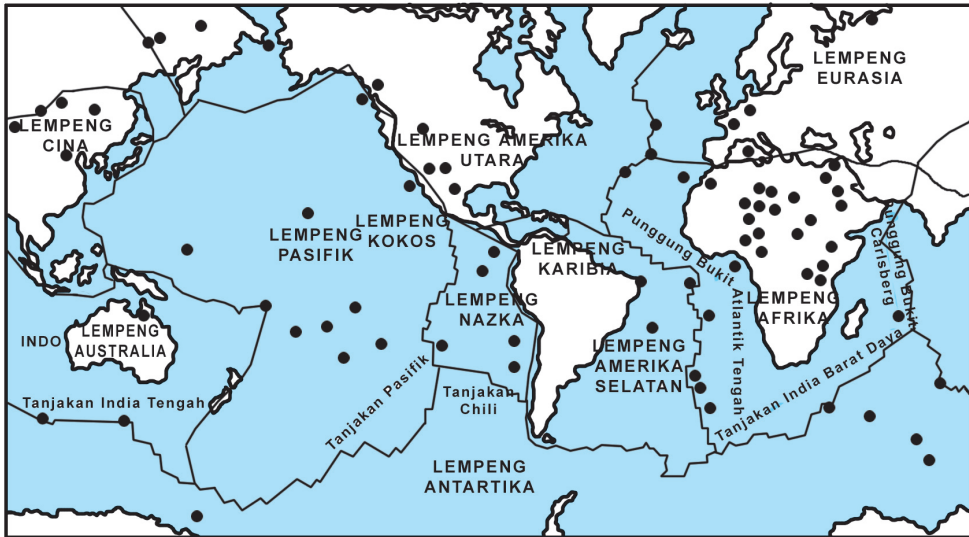 LEMPENG
EURASIA
LEMPENG
CINA
LEMPENG AMERIKA
UTARA
LEMPENG
PASIFIK
LEMPENG
KOKOS
LEMPENG
KARIBIA
Punggung Bukit
Atlantik Tengah
Punggung Bukit
Carlsberg
LEMPENG
NAZKA
LEMPENG
AFRIKA
INDO
LEMPENG
AUSTRALIA
LEMPENG
AMERIKA
SELATAN
Tanjakan India Tengah
Tanjakan Pasifik
Tanjakan
Chili
Tanjakan India Barat Daya
LEMPENG
ANTARTIKA